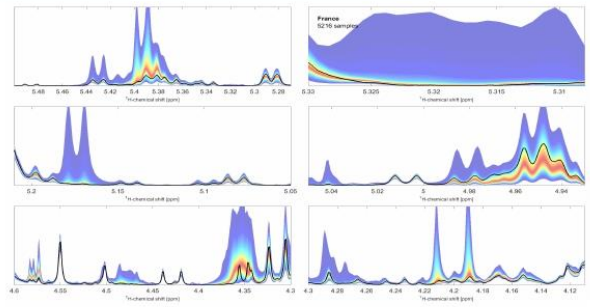 5.48 5.46 5.44 5.42 5.4 5.38 5.36 5.34 5.32 5.3 5.28
¹H-chemical shift [ppm]
France
5216 samples
5.33 5.325 5.32 5.315 5.31
¹H-chemical shift [ppm]
5.2 5.15 5.1 5.05
¹H-chemical shift [ppm]
5.04 5.02 5 4.98 4.96 4.94
¹H-chemical shift [ppm]
4.6 4.55 4.5 4.45 4.4 4.35 4.3
¹H-chemical shift [ppm]
4.3 4.28 4.26 4.24 4.22 4.2 4.18 4.16 4.14 4.12
¹H-chemical shift [ppm]